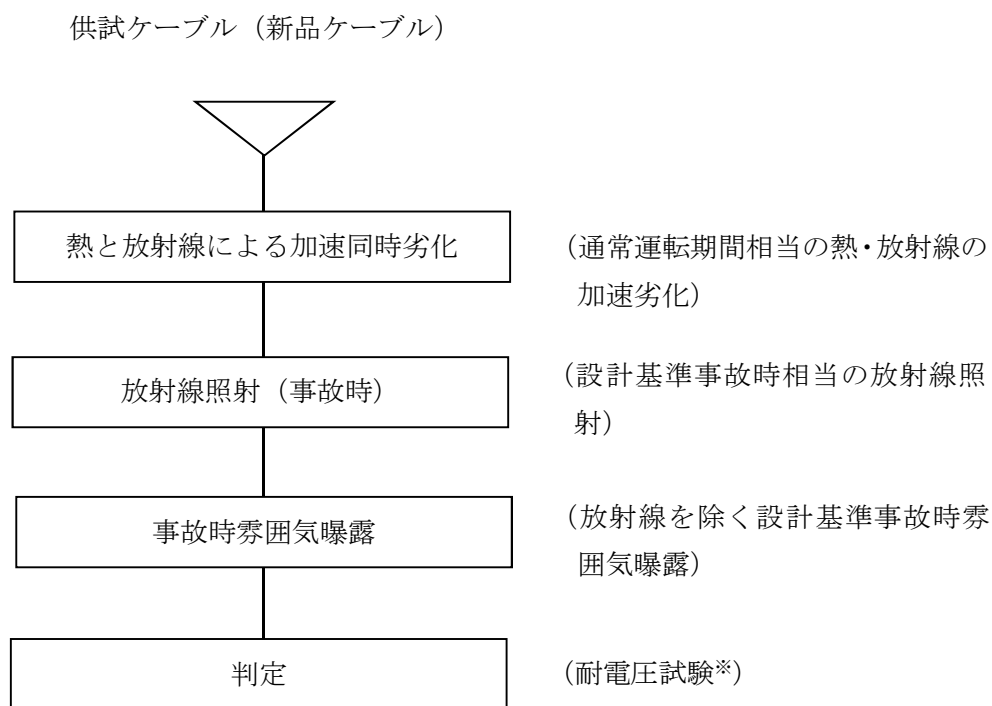 供試ケーブル（新品ケーブル）
熱と放射線による加速同時劣化
（通常運転期間相当の熱・放射線の
加速劣化）
放射線照射（事故時）
（設計基準事故時相当の放射線照
射）
事故時雰囲気曝露
（放射線を除く設計基準事故時雰
囲気曝露）
判定
（耐電圧試験※）